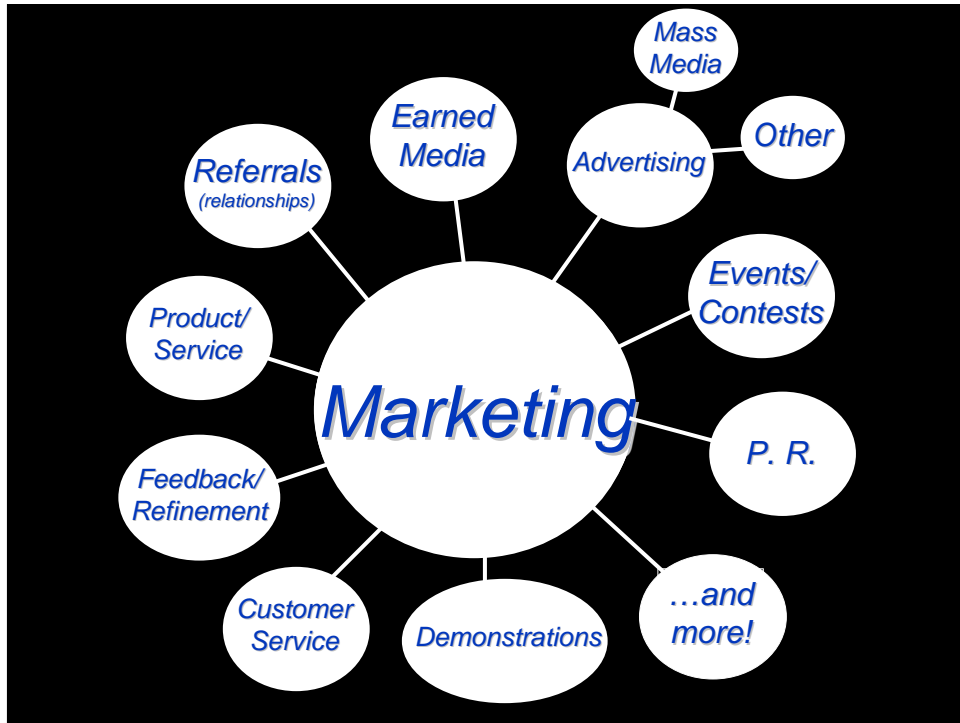 Mass
Media
Other
Advertising
Earned
Media
Referrals
(relationships)
Product/
Service
Feedback/
Refinement
Customer
Service
Demonstrations
…and
more!
P. R.
Events/
Contests
Marketing